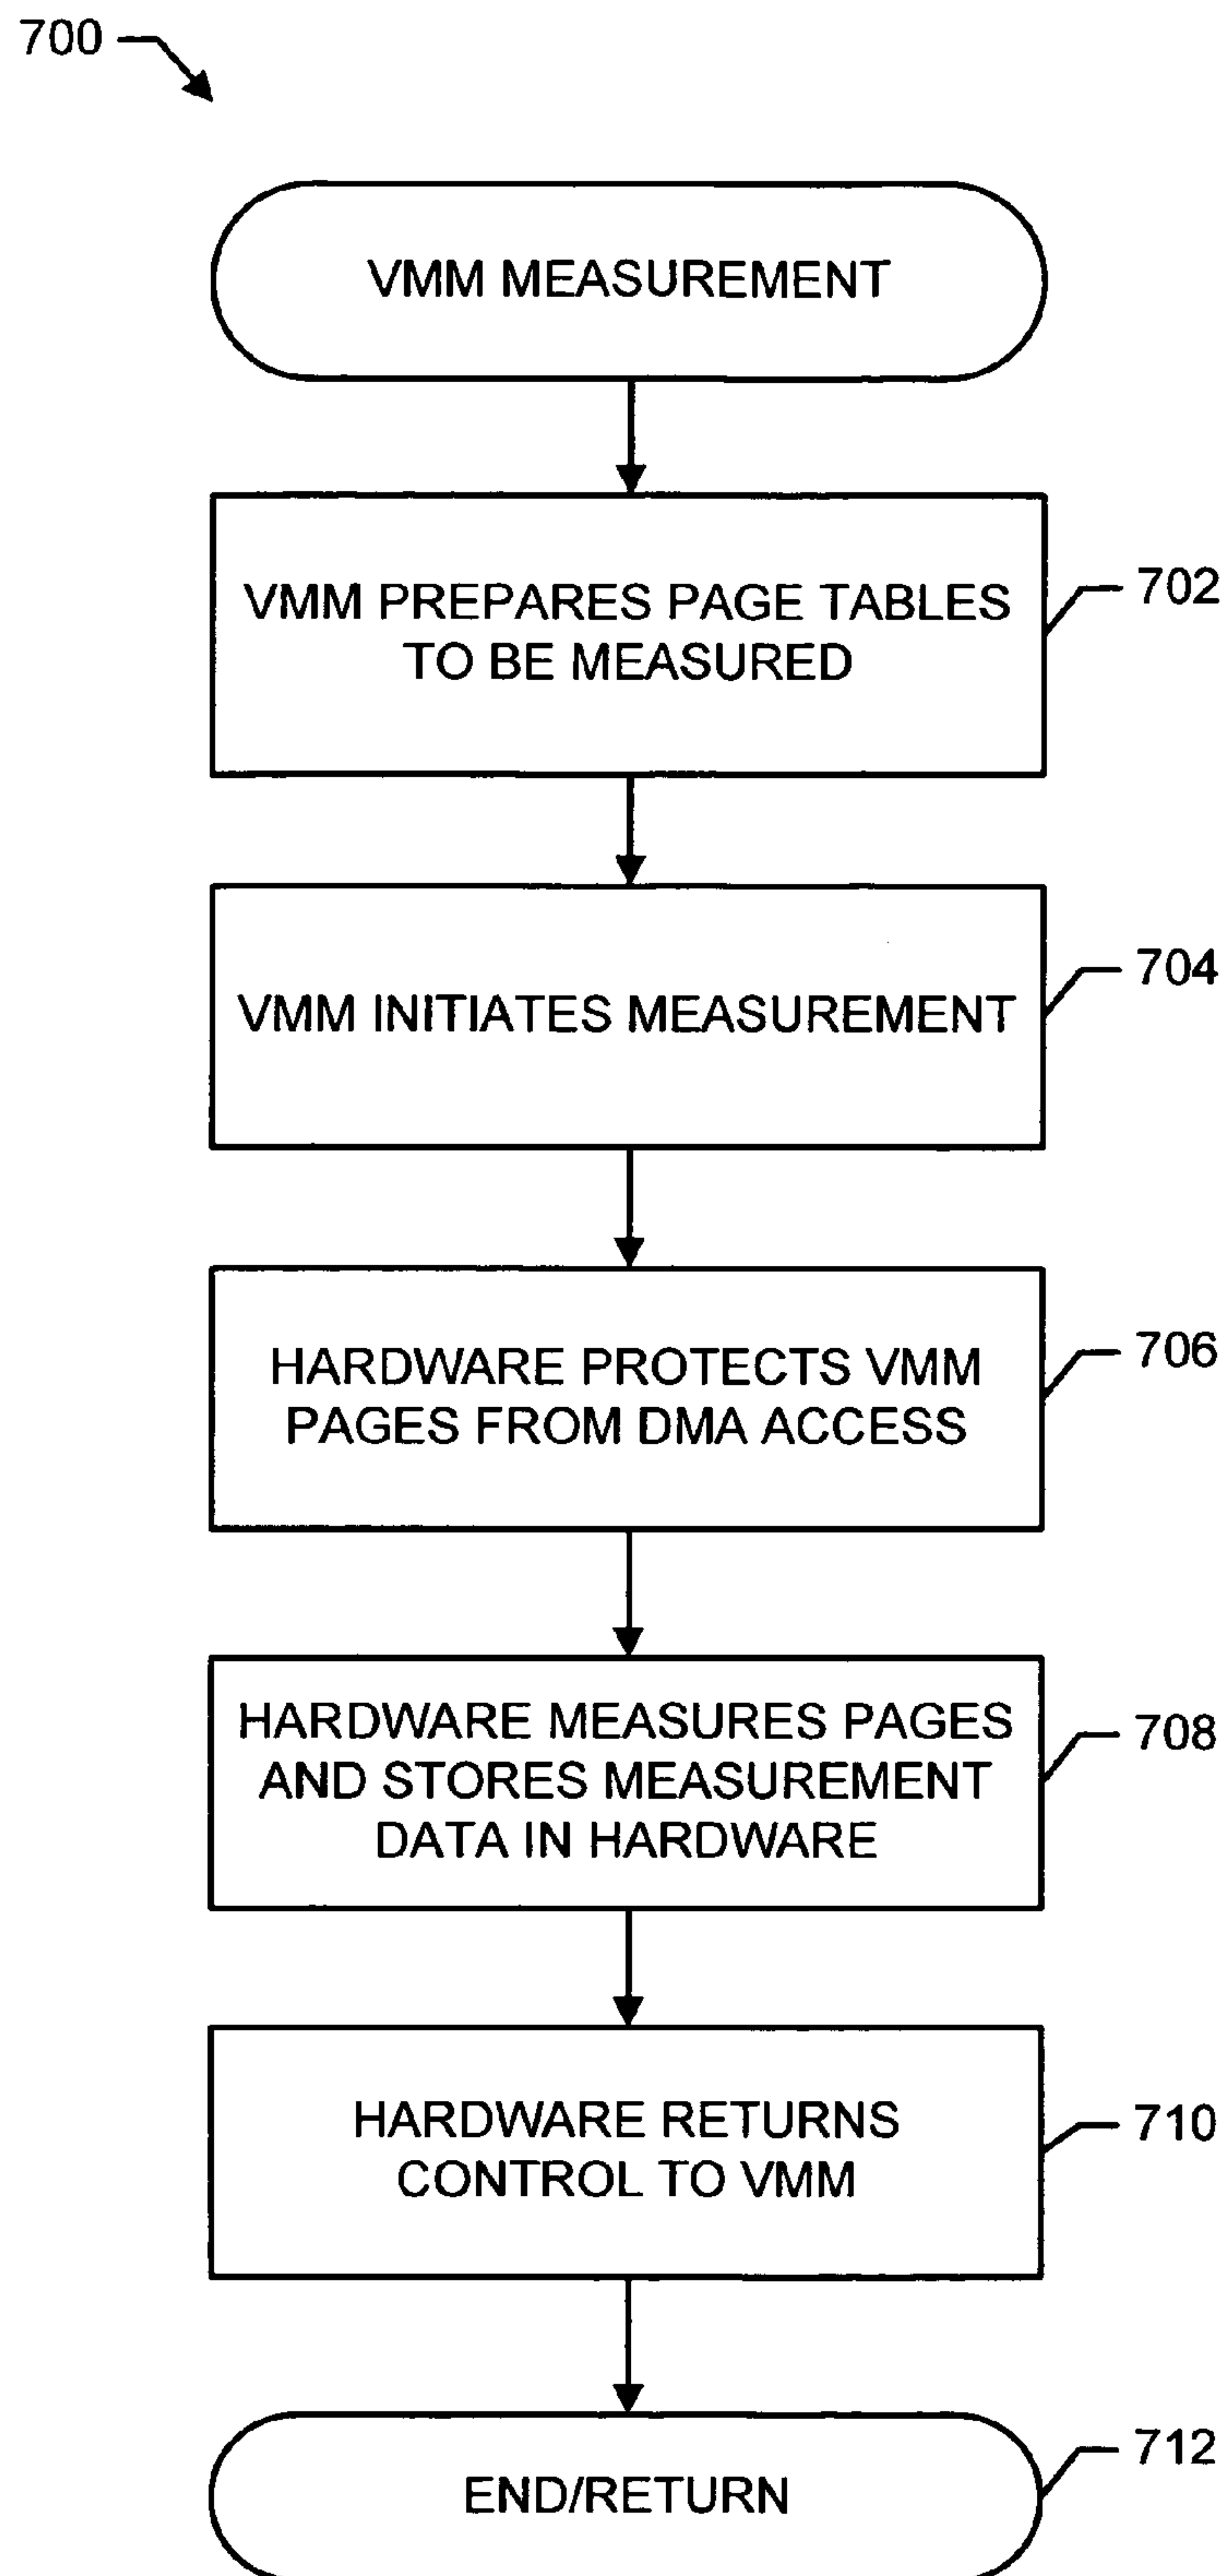 700
VMM MEASUREMENT
VMM PREPARES PAGE TABLES
TO BE MEASURED
702
VMM INITIATES MEASUREMENT
704
HARDWARE PROTECTS VMM
PAGES FROM DMA ACCESS
706
HARDWARE MEASURES PAGES
AND STORES MEASUREMENT
DATA IN HARDWARE
708
HARDWARE RETURNS
CONTROL TO VMM
710
END/RETURN
712